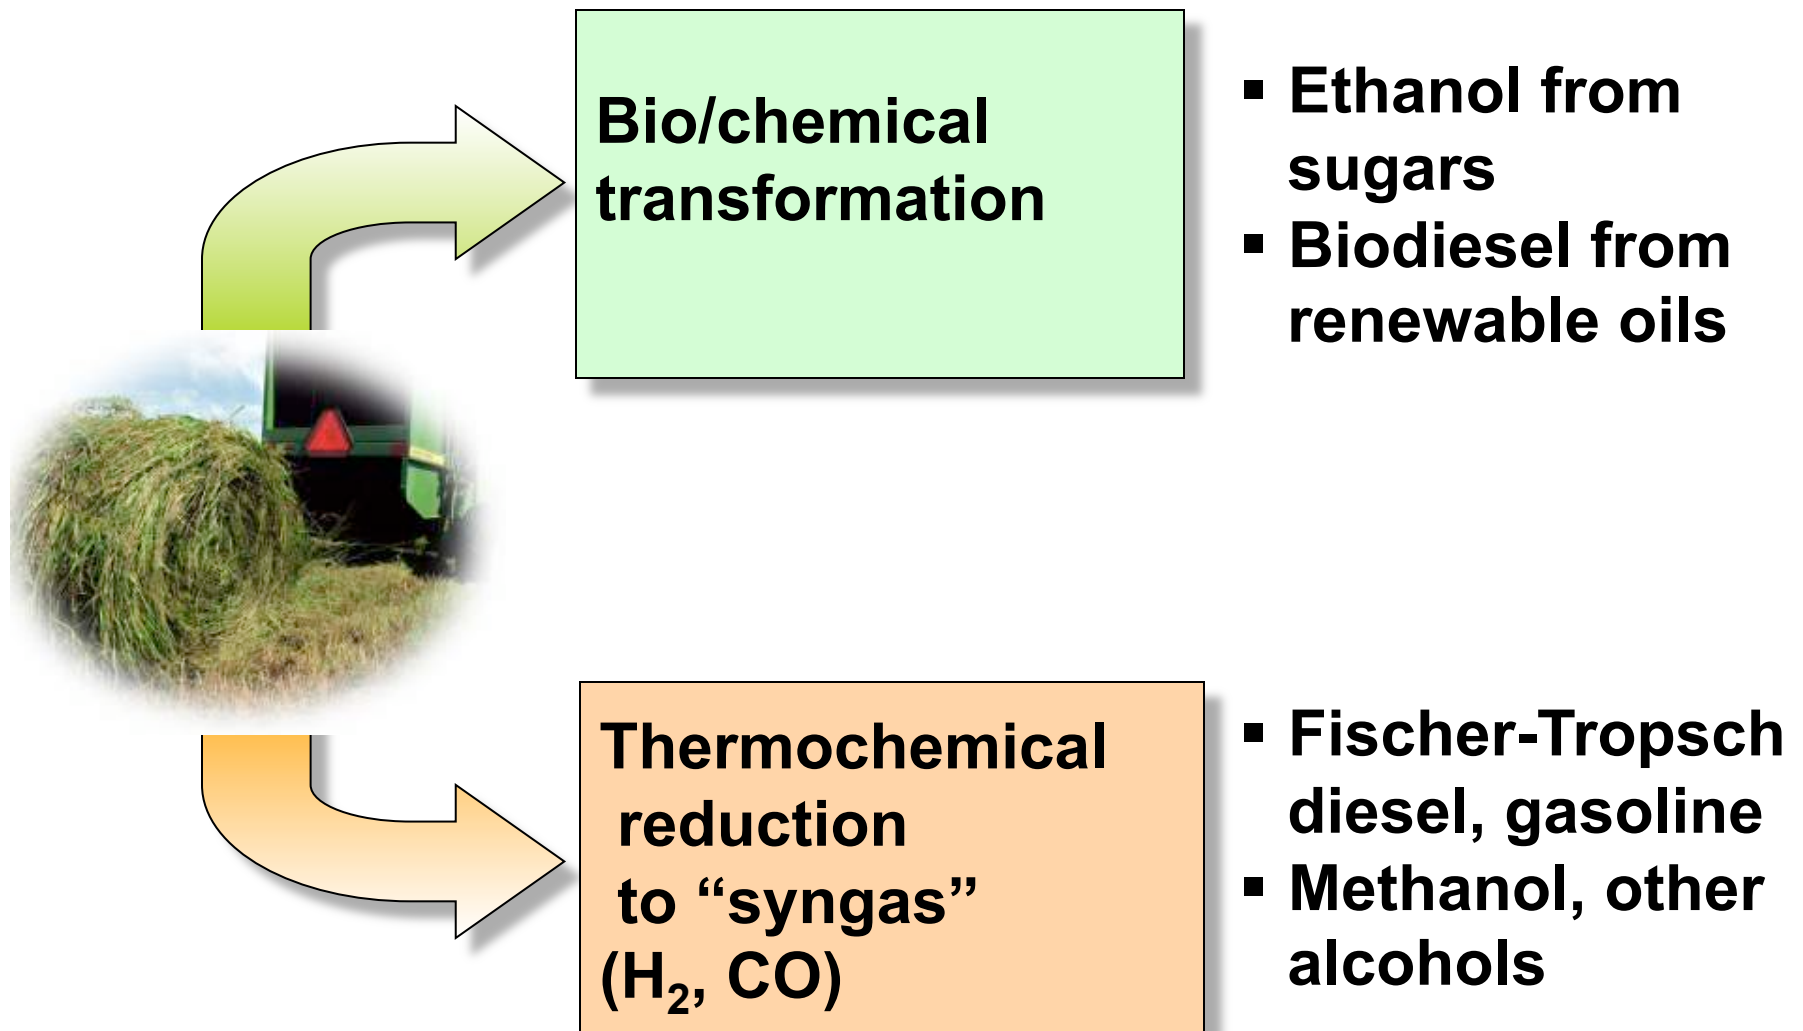 Bio/chemical
transformation
▪ Ethanol from
sugars
▪ Biodiesel from
renewable oils
Thermochemical
reduction
to “syngas”
(H₂, CO)
▪ Fischer-Tropsch
diesel, gasoline
▪ Methanol, other
alcohols